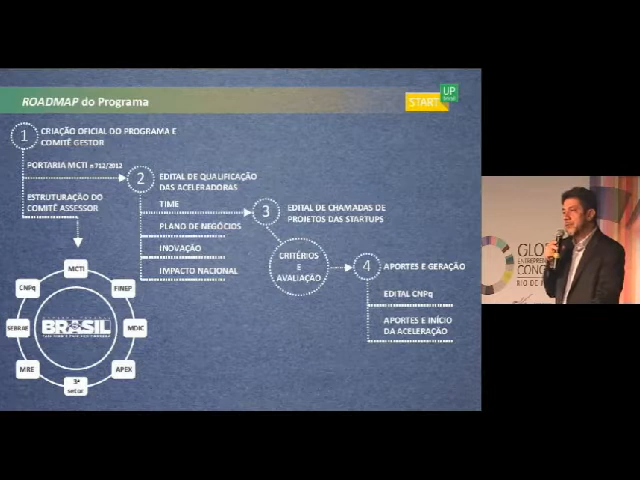 ROADMAP do Programa
START
UP
1
CRIAÇÃO OFICIAL DO PROGRAMA E
COMITÊ GESTOR
PORTARIA MCTI n 712/2012
ESTRUTURAÇÃO DO
COMITÊ ASSESSOR
2
EDITAL DE QUALIFICAÇÃO
DAS ACELERADORAS
TIME
PLANO DE NEGÓCIOS
INOVAÇÃO
IMPACTO NACIONAL
3
EDITAL DE CHAMADAS DE
PROJETOS DAS STARTUPS
CRITÉRIOS
E
AVALIAÇÃO
4
APORTES E GERAÇÃO
EDITAL CNPq
APORTES E INÍCIO
DA ACELERAÇÃO
MCTI
CNPq
FINEP
SEBRAE
BRASIL
MDIC
MRE
APEX
3º
setor
GLO
ENTREPRE
CONG
RIO DE